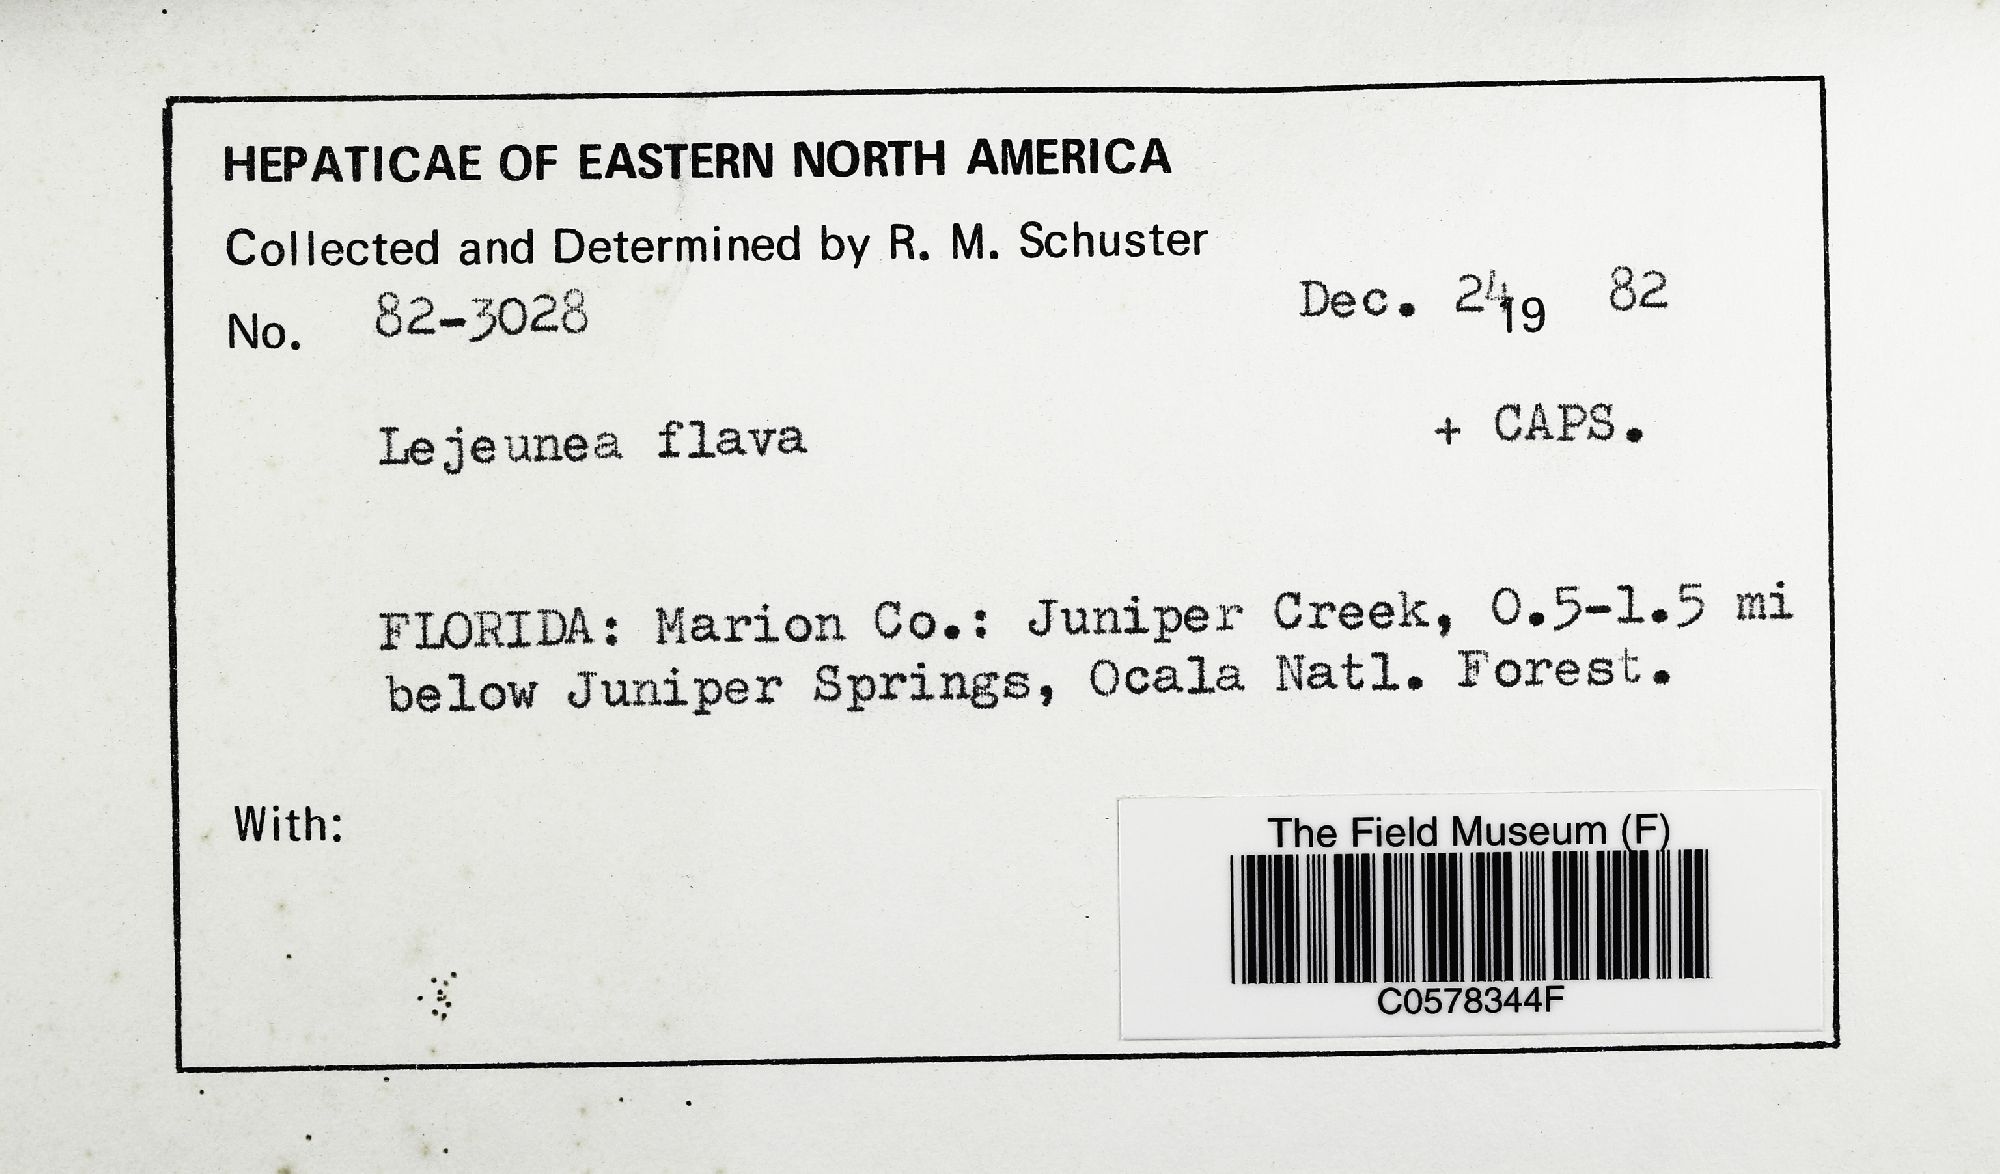 HEPATICAE OF EASTERN NORTH AMERICA
Collected and Determined by R. M. Schuster
No. 82-3028 Dec. 24 19 82
Lejeunea flava + CAPS.
FLORIDA: Marion Co.: Juniper Creek, 0.5-1.5 mi
below Juniper Springs, Ocala Natl. Forest.
With:
The Field Museum (F)
C0578344F